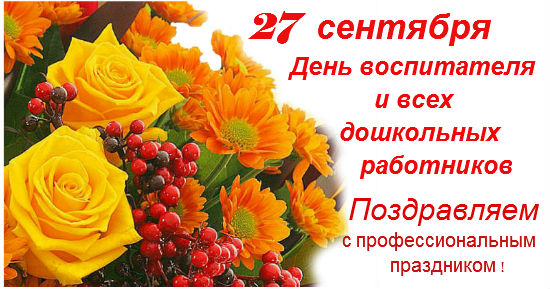 27 сентября
День воспитателя
и всех
дошкольных
работников
Поздравляем
с профессиональным
праздником !